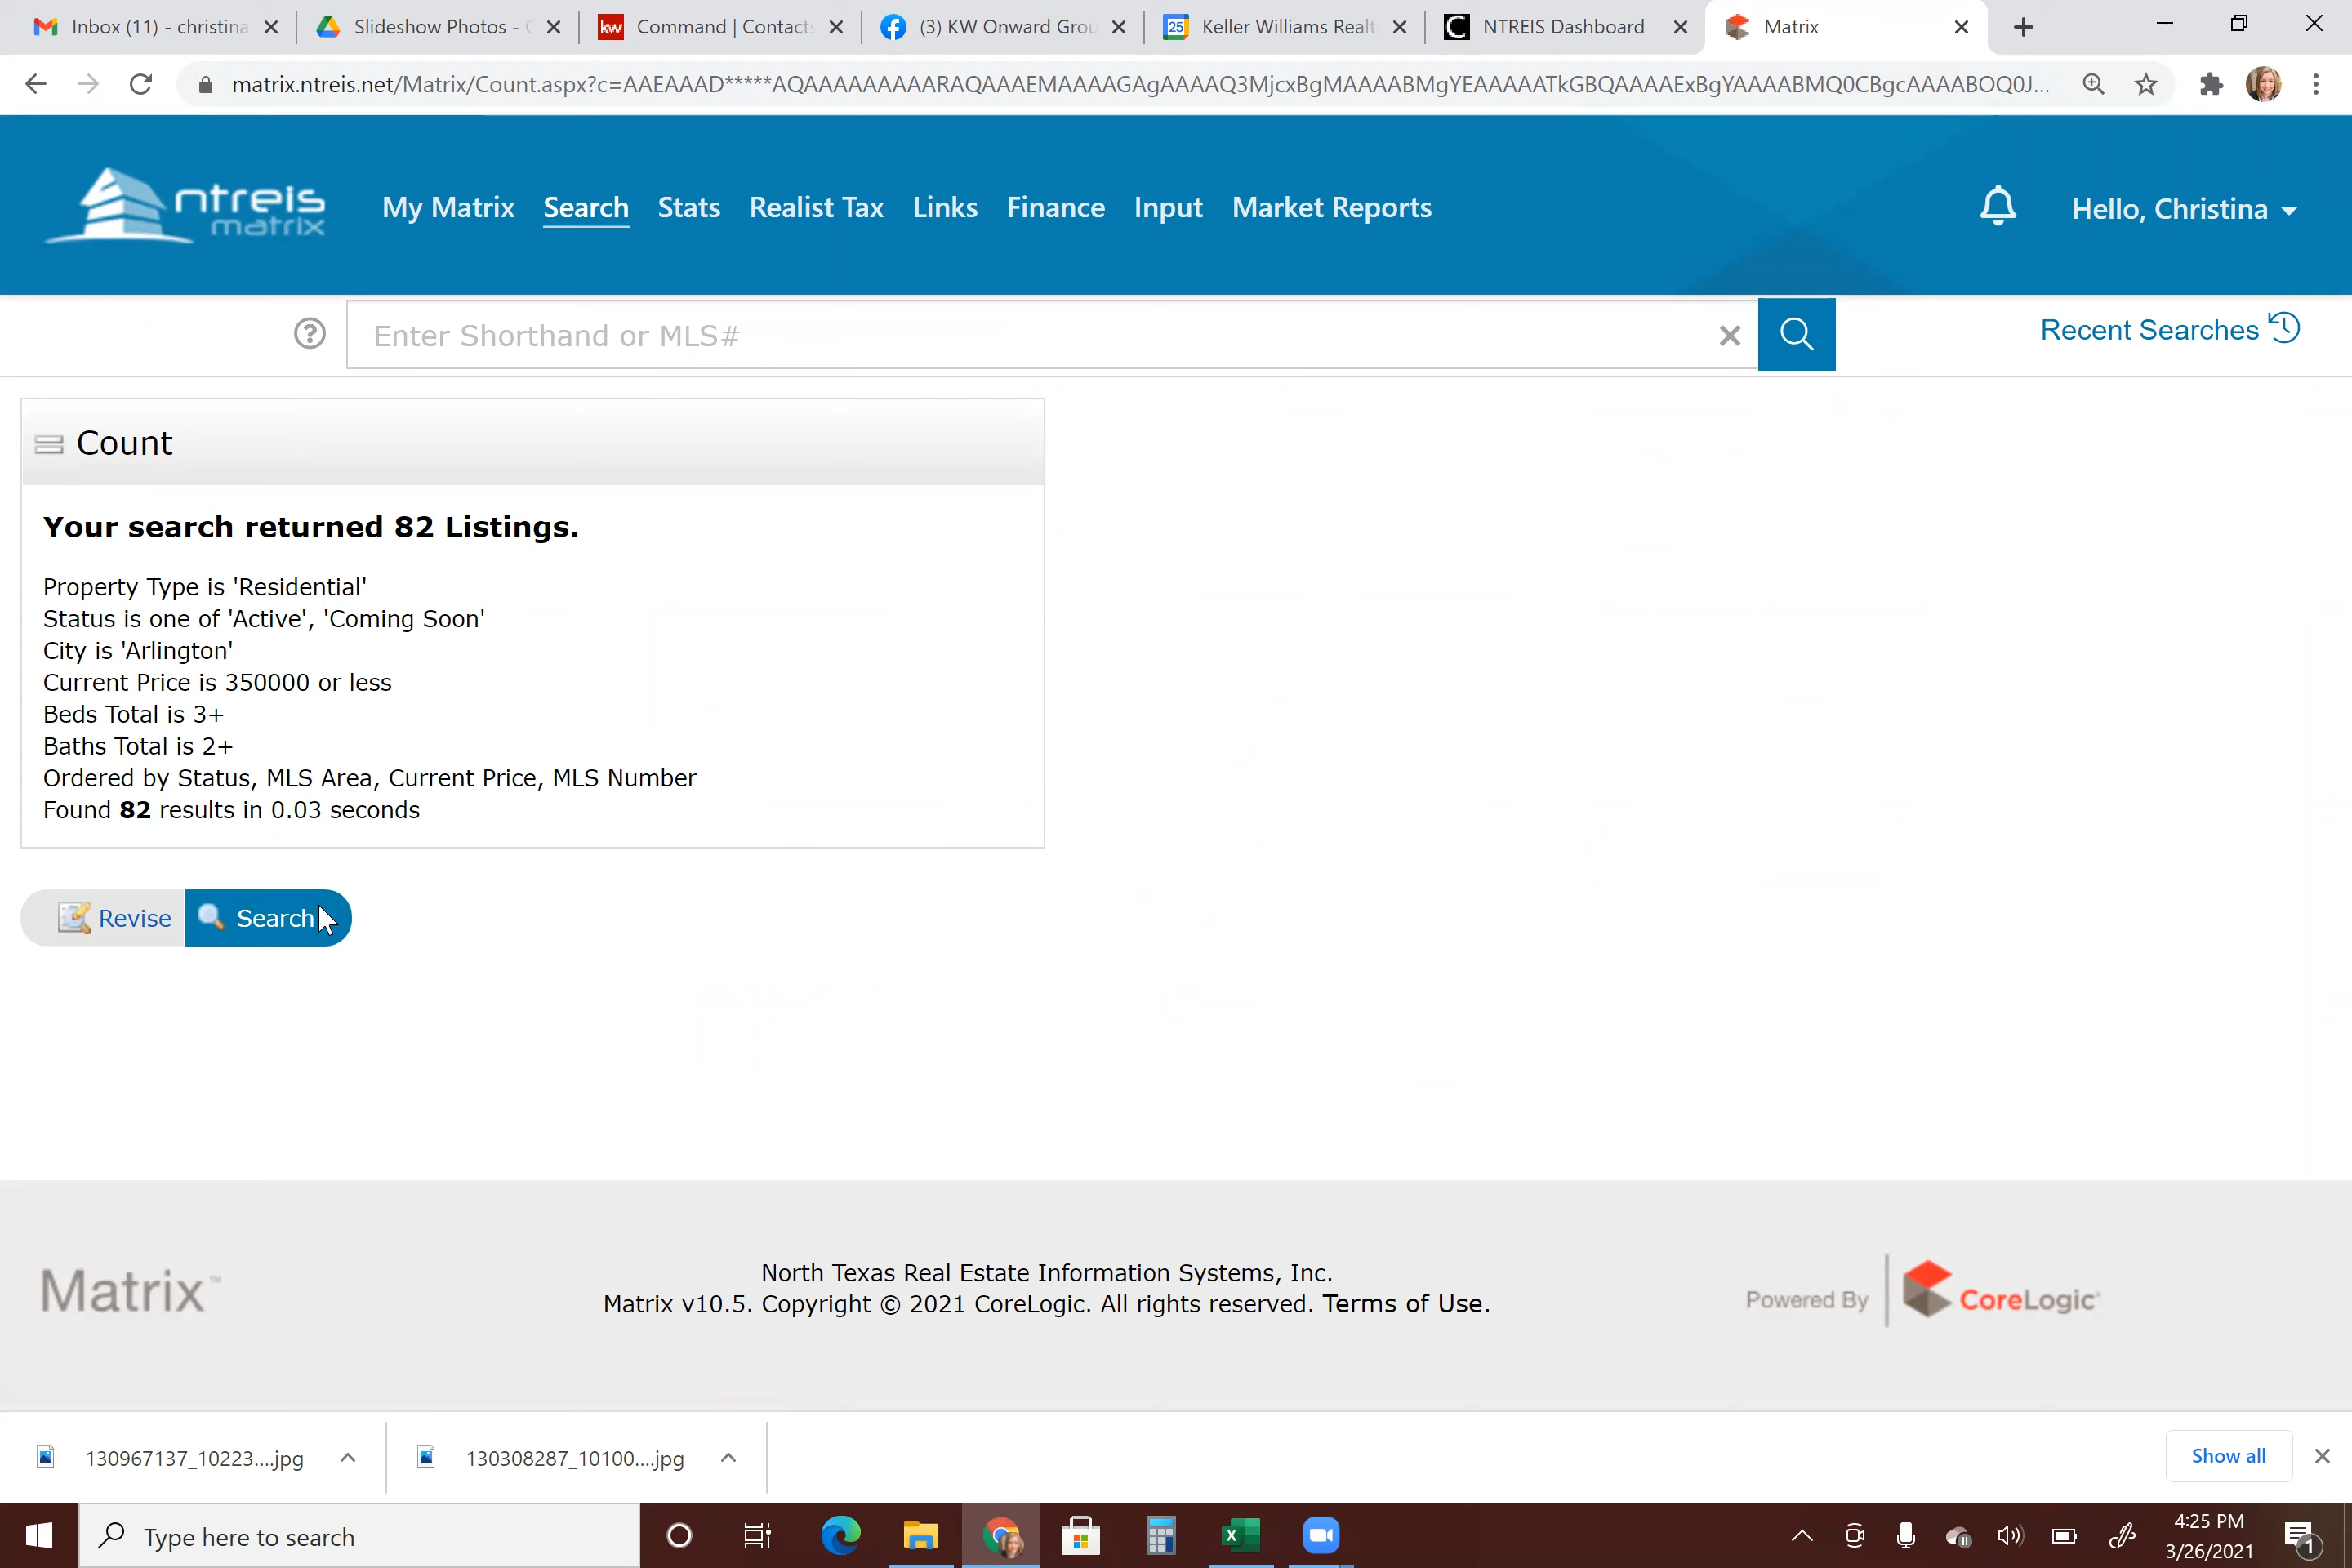 Inbox (11) - christina
Slideshow Photos -
kw Command | Contacts
(3) KW Onward Grou
25 Keller Williams Realt
NTREIS Dashboard
Matrix
matrix.ntreis.net/Matrix/Count.aspx?c=AAEAAAD*****AQAAAAAAAAARAQAAAEMAAAAGAgAAAAQ3MjcxBgMAAAABMgYEAAAAATkGBQAAAAExBgYAAAABMQ0CBgcAAAABOQ0J...
ntreis
matrix
My Matrix Search Stats Realist Tax Links Finance Input Market Reports
Hello, Christina
? Enter Shorthand or MLS#
Recent Searches
Count
Your search returned 82 Listings.
Property Type is 'Residential'
Status is one of 'Active', 'Coming Soon'
City is 'Arlington'
Current Price is 350000 or less
Beds Total is 3+
Baths Total is 2+
Ordered by Status, MLS Area, Current Price, MLS Number
Found 82 results in 0.03 seconds
Revise Search
Matrix™
North Texas Real Estate Information Systems, Inc.
Matrix v10.5. Copyright © 2021 CoreLogic. All rights reserved. Terms of Use.
Powered By CoreLogic
130967137_10223....jpg
130308287_10100....jpg
Show all
Type here to search
4:25 PM
3/26/2021
1